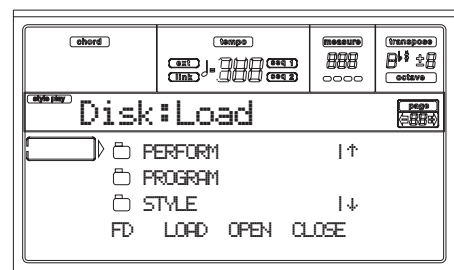 chord tempo measure transpose
ext seq 1
link seq 2
octave
style play Disk:Load page
PERFORM
PROGRAM
STYLE
FD LOAD OPEN CLOSE